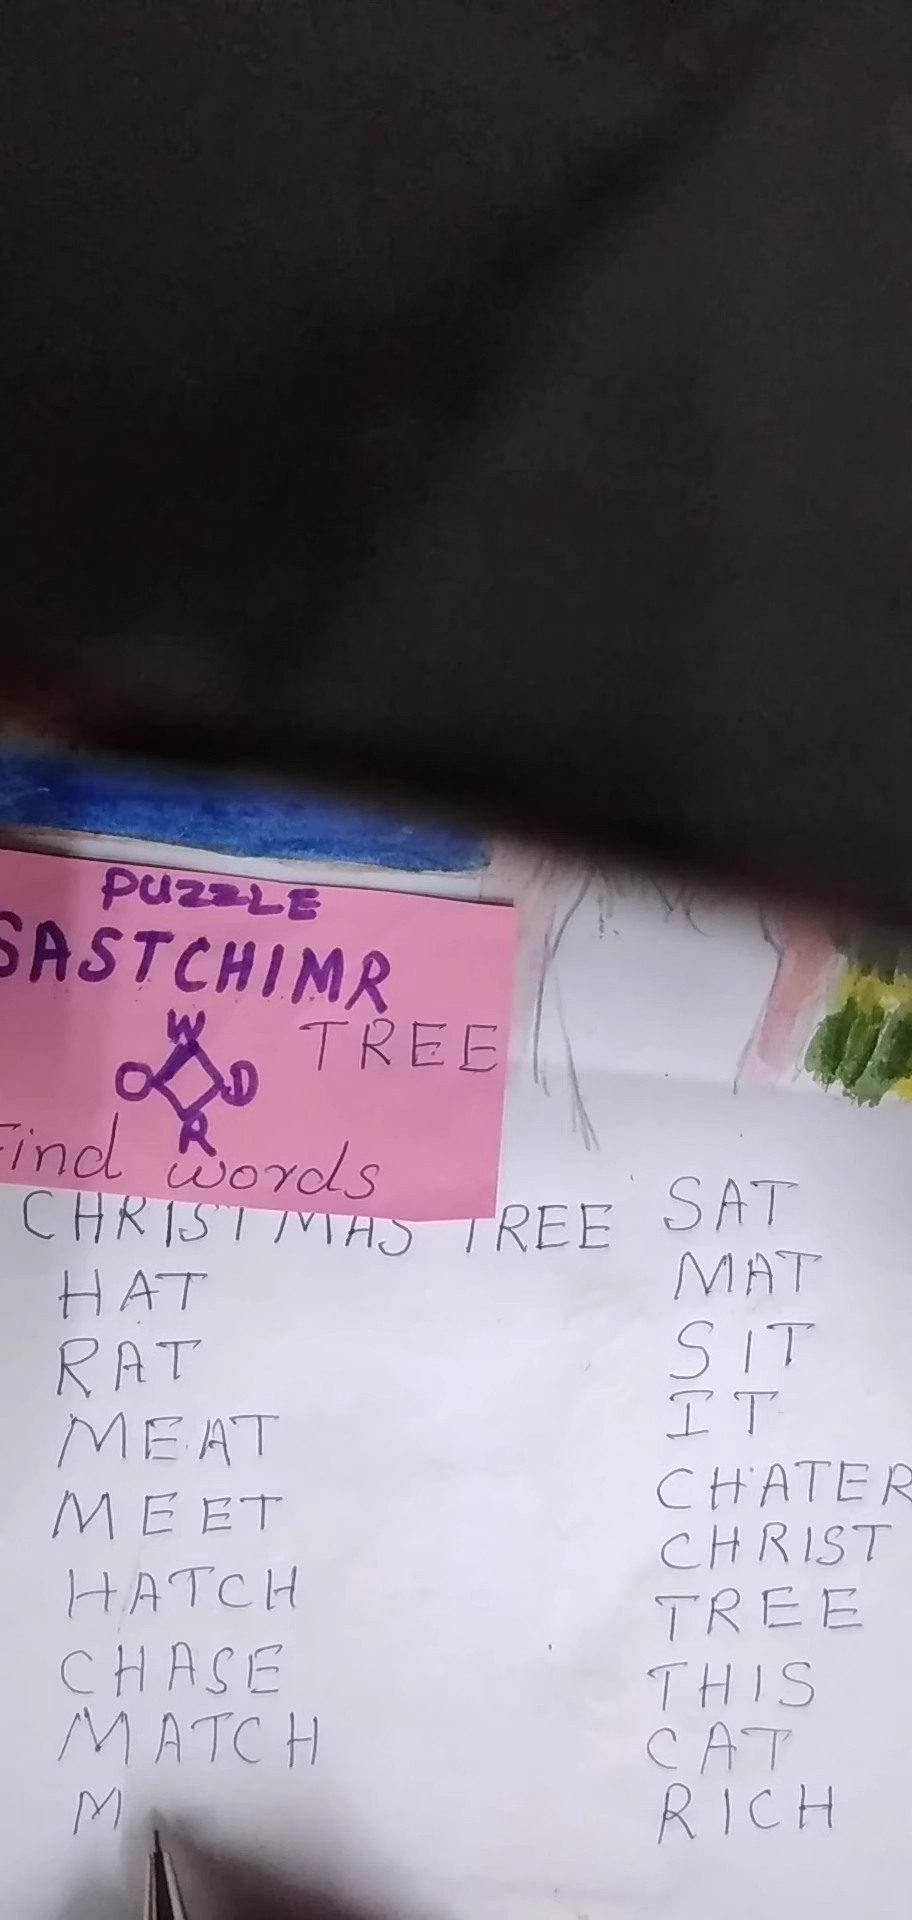 PUZZLE
SASTCHIMR
TREE
W
O D
R
Find words
CHRISTMAS TREE
HAT
RAT
MEAT
MEET
HATCH
CHASE
MATCH
M
SAT
MAT
SIT
IT
CHATER
CHRIST
TREE
THIS
CAT
RICH